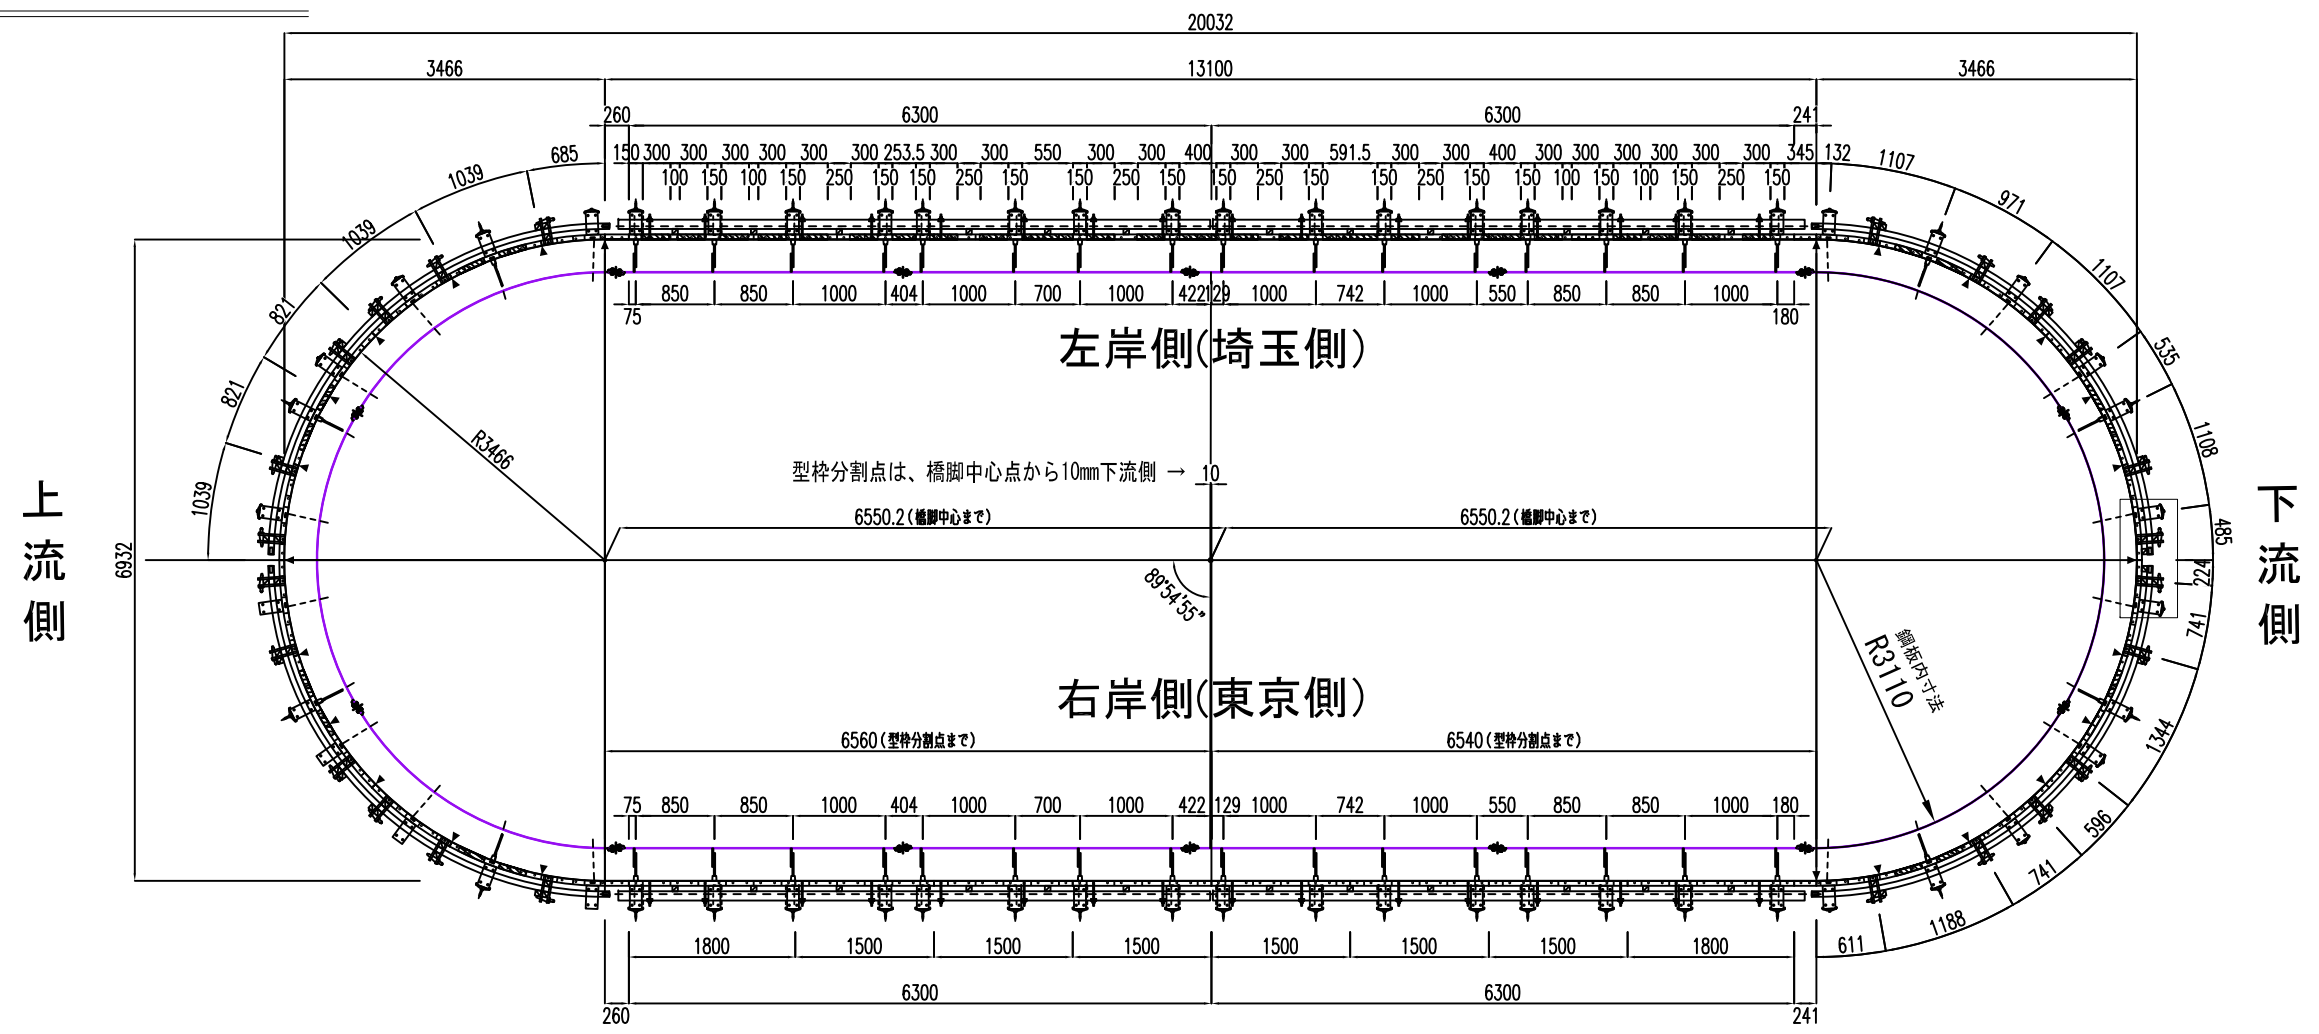 20032
3466 13100 3466
260 6300 6300 241
150 300 300 300 300 300 300 253.5 300 300 550 300 300 400 300 300 591.5 300 300 400 300 300 300 300 300 300 345 132
100 150 100 150 250 150 150 250 150 150 250 150 150 250 150 150 250 150 150 100 150 100 150 250 150
685
1039
1039
821
821
1039
1107
971
1107
535
1108
485
224
741
1344
596
741
1188
611
850 850 1000 404 1000 700 1000 422 129 1000 742 1000 550 850 850 1000
75 180
左岸側(埼玉側)
R3466
型枠分割点は、橋脚中心点から10mm下流側 → 10
6550.2(橋脚中心まで) 6550.2(橋脚中心まで)
上流側
6932
下流側
89°54'55"
鋼板内寸法
R3110
右岸側(東京側)
6560(型枠分割点まで) 6540(型枠分割点まで)
75 850 850 1000 404 1000 700 1000 422 129 1000 742 1000 550 850 850 1000 180
1800 1500 1500 1500 1500 1500 1500 1800
6300 6300
260 241